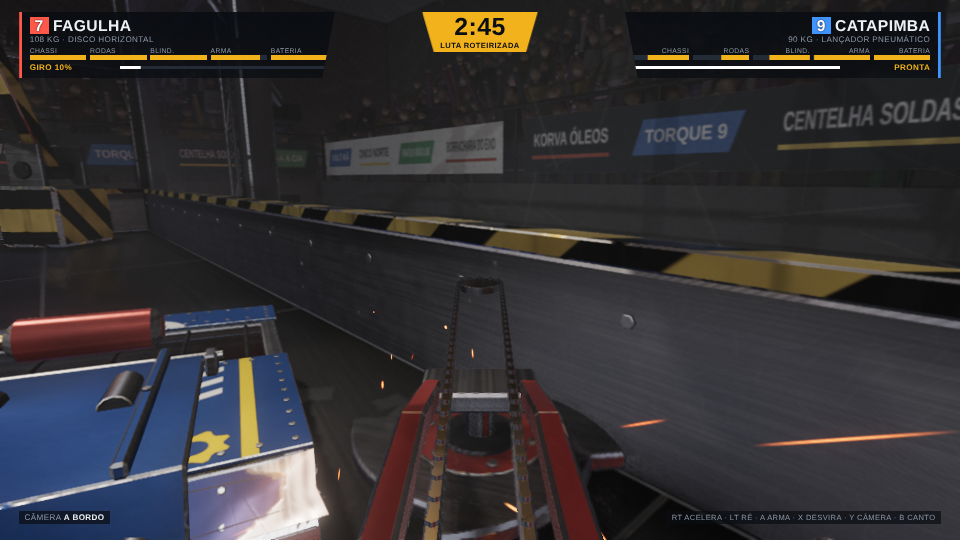 7 FAGULHA
108 KG · DISCO HORIZONTAL
CHASSI RODAS BLIND. ARMA BATERIA
GIRO 10%
2:45
LUTA ROTEIRIZADA
9 CATAPIMBA
90 KG · LANÇADOR PNEUMÁTICO
CHASSI RODAS BLIND. ARMA BATERIA
PRONTA
KORVA ÓLEOS
TORQUE 9
CENTELHA SOLDAS
TORQU
CENTELHA SOL
CÂMERA A BORDO
RT ACELERA · LT RÉ · A ARMA · X DESVIRA · Y CÂMERA · B CANTO